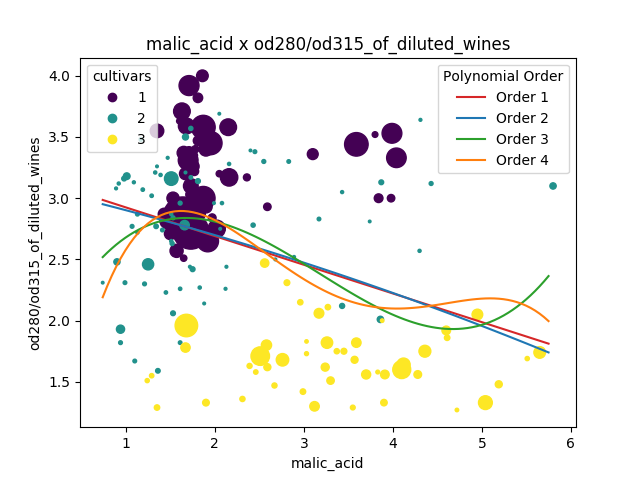 malic_acid x od280/od315_of_diluted_wines
cultivars
1
2
3
Polynomial Order
Order 1
Order 2
Order 3
Order 4
od280/od315_of_diluted_wines
4.0
3.5
3.0
2.5
2.0
1.5
1 2 3 4 5 6
malic_acid